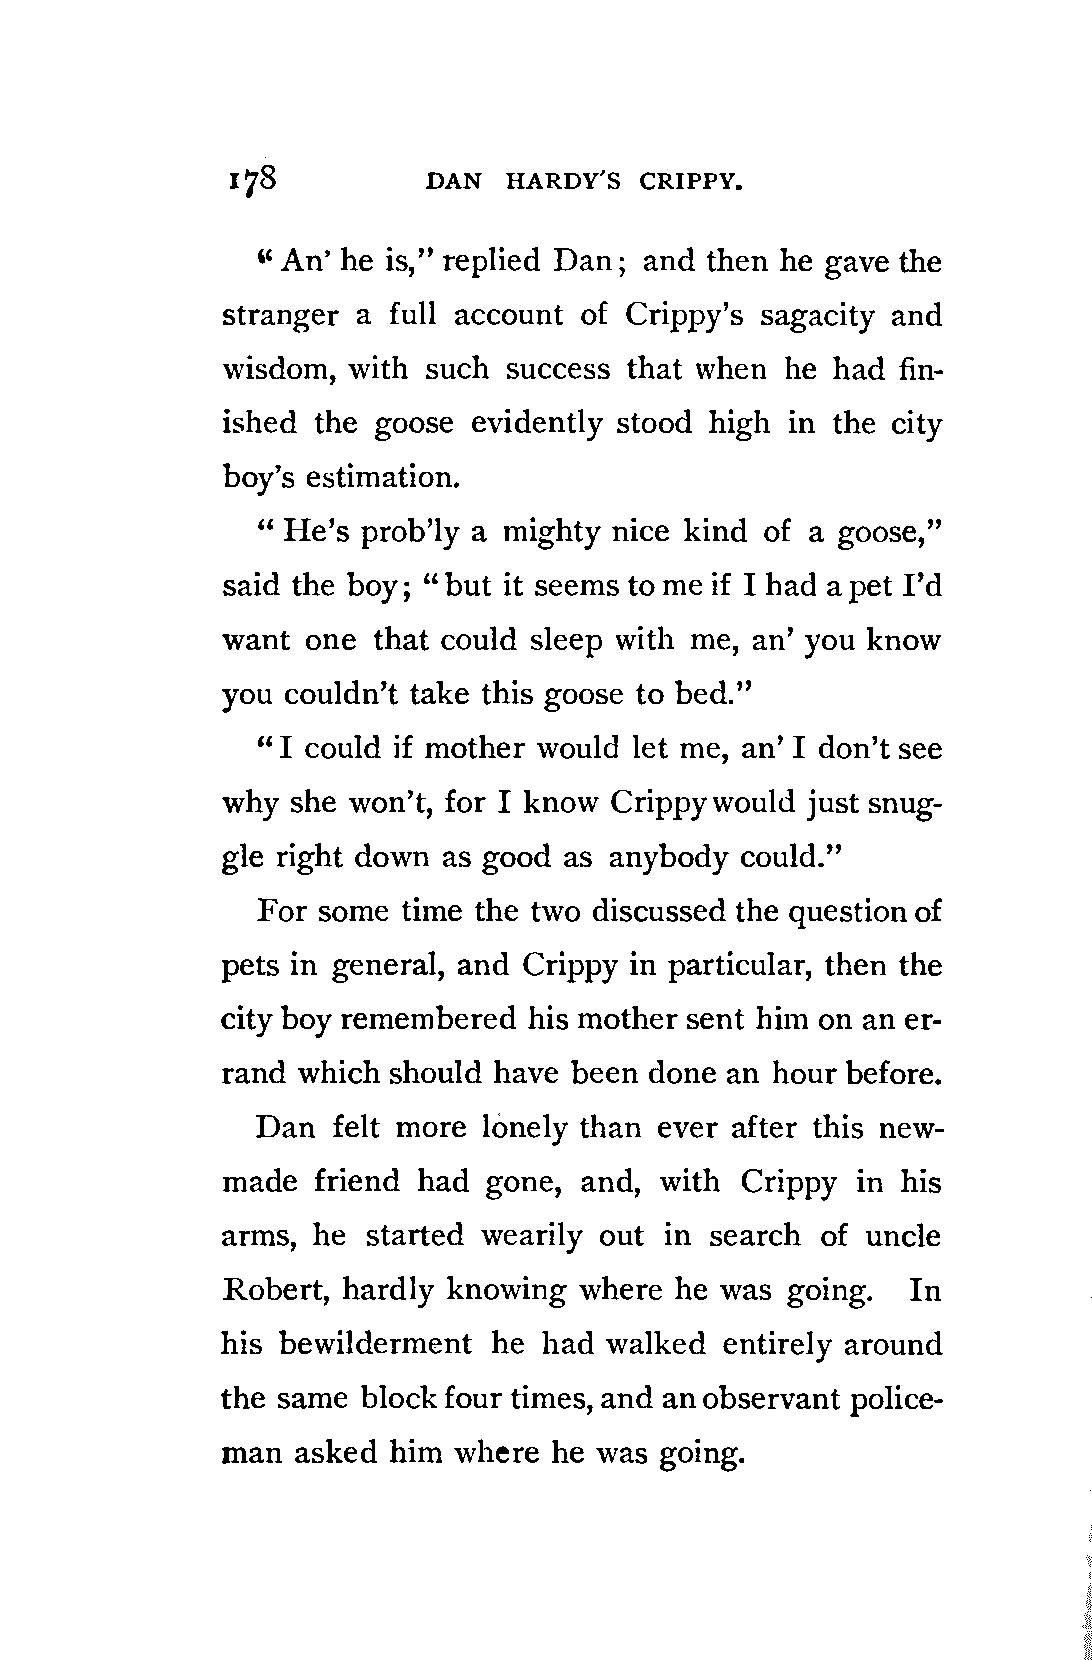 178 DAN HARDY'S CRIPPY.
“ An’ he is,” replied Dan; and then he gave the
stranger a full account of Crippy’s sagacity and
wisdom, with such success that when he had fin-
ished the goose evidently stood high in the city
boy’s estimation.
“ He’s prob’ly a mighty nice kind of a goose,”
said the boy; “but it seems to me if I had a pet I’d
want one that could sleep with me, an’ you know
you couldn’t take this goose to bed.”
“I could if mother would let me, an’ I don’t see
why she won’t, for I know Crippy would just snug-
gle right down as good as anybody could.”
For some time the two discussed the question of
pets in general, and Crippy in particular, then the
city boy remembered his mother sent him on an er-
rand which should have been done an hour before.
Dan felt more lonely than ever after this new-
made friend had gone, and, with Crippy in his
arms, he started wearily out in search of uncle
Robert, hardly knowing where he was going. In
his bewilderment he had walked entirely around
the same block four times, and an observant police-
man asked him where he was going.